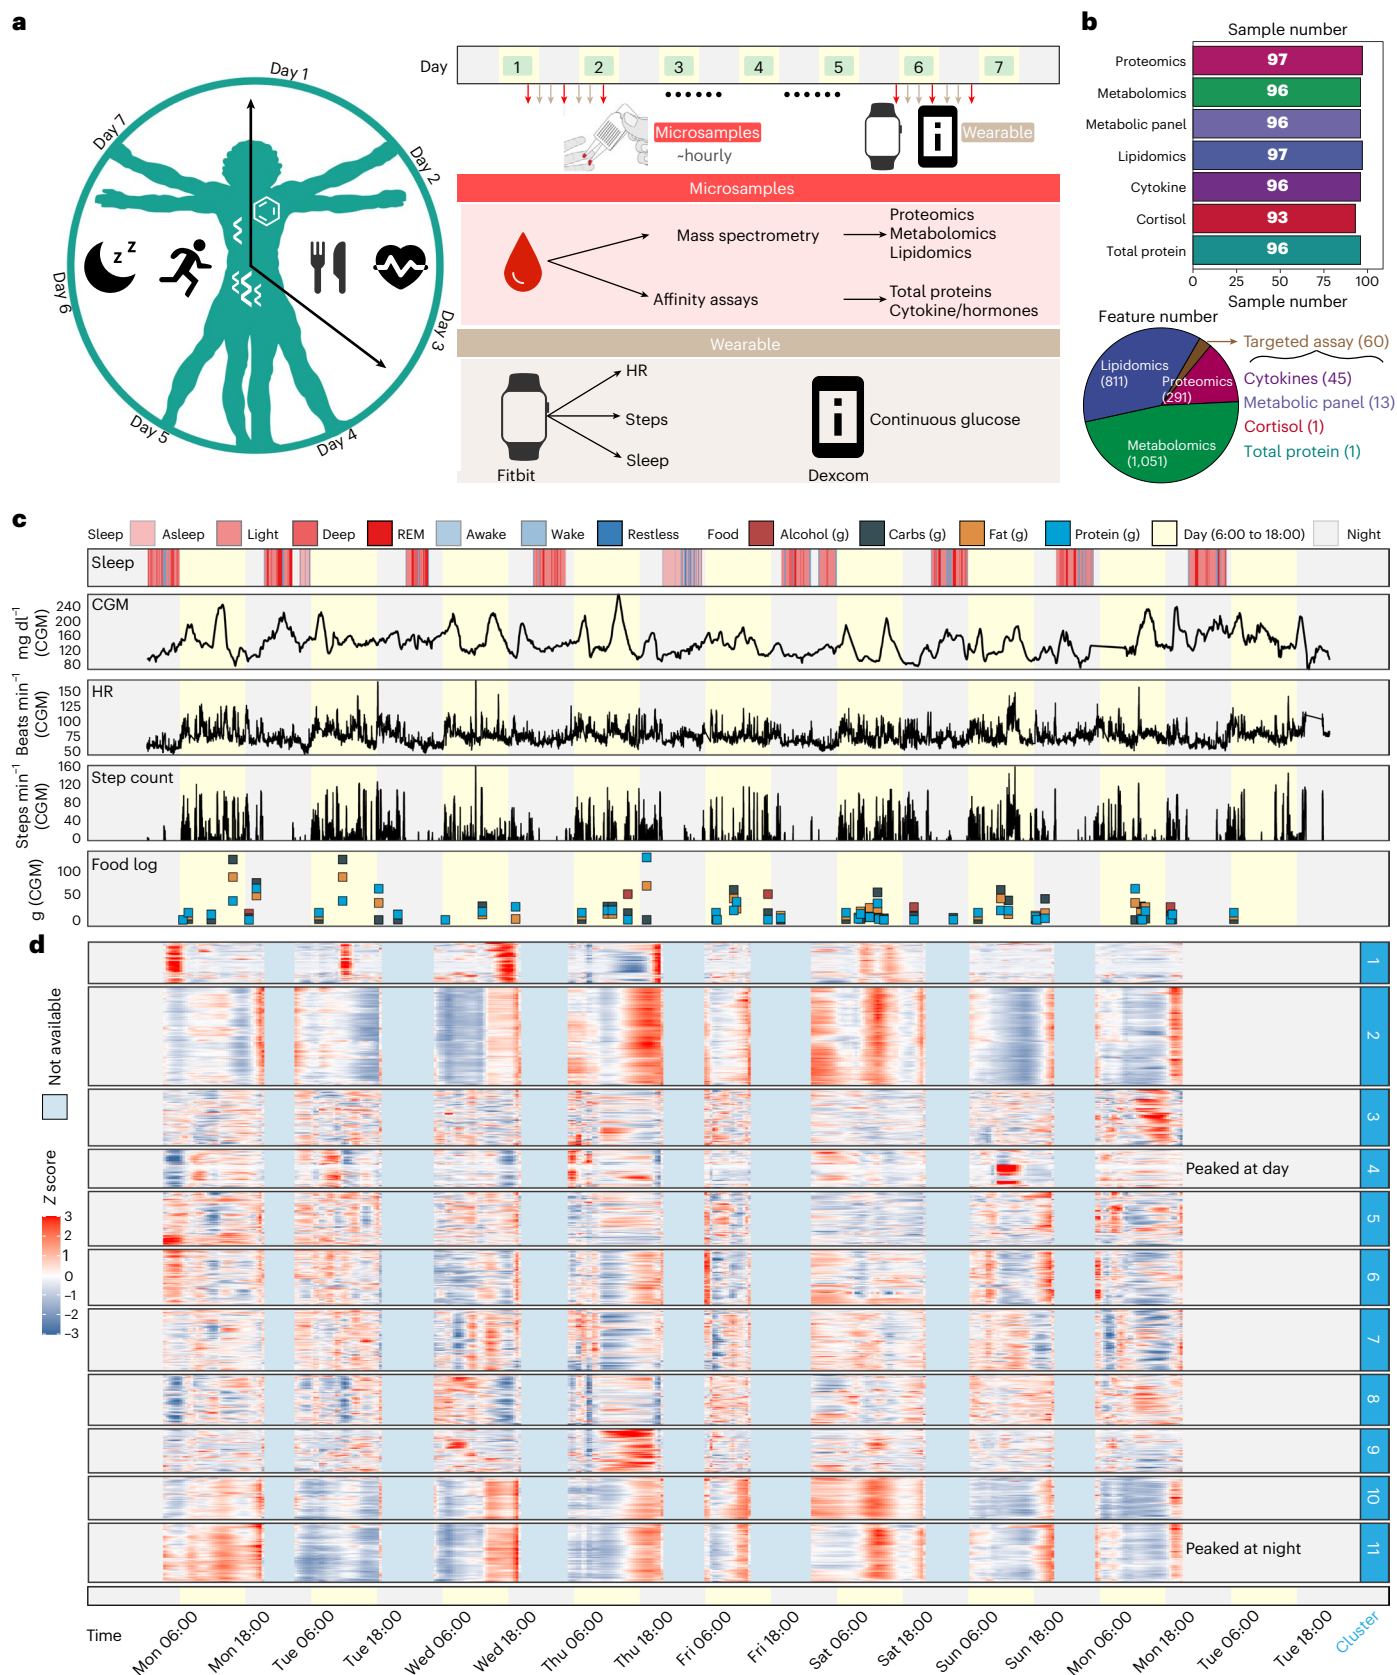 a
Day 1
Day 2
Day 3
Day 4
Day 5
Day 6
Day 7
z
z
Day
1
2
3
4
5
6
7
Microsamples
~hourly
Wearable
Microsamples
Mass spectrometry
Proteomics
Metabolomics
Lipidomics
Affinity assays
Total proteins
Cytokine/hormones
Wearable
HR
Steps
Sleep
Fitbit
Continuous glucose
Dexcom
b
Sample number
Proteomics 97
Metabolomics 96
Metabolic panel 96
Lipidomics 97
Cytokine 96
Cortisol 93
Total protein 96
0 25 50 75 100
Sample number
Feature number
Lipidomics
(811)
Proteomics
(291)
Metabolomics
(1,051)
Targeted assay (60)
Cytokines (45)
Metabolic panel (13)
Cortisol (1)
Total protein (1)
c
Sleep Asleep Light Deep REM Awake Wake Restless Food Alcohol (g) Carbs (g) Fat (g) Protein (g) Day (6:00 to 18:00) Night
Sleep
mg dl−1
(CGM)
240
200
160
120
80
CGM
Beats min−1
(CGM)
150
125
100
75
50
HR
Steps min−1
(CGM)
160
120
80
40
0
Step count
g (CGM)
100
50
0
Food log
d
Not available
Z score
3
2
1
0
−1
−2
−3
1
2
3
Peaked at day
4
5
6
7
8
9
10
Peaked at night
11
Time
Mon 06:00
Mon 18:00
Tue 06:00
Tue 18:00
Wed 06:00
Wed 18:00
Thu 06:00
Thu 18:00
Fri 06:00
Fri 18:00
Sat 06:00
Sat 18:00
Sun 06:00
Sun 18:00
Mon 06:00
Mon 18:00
Tue 06:00
Tue 18:00
Cluster